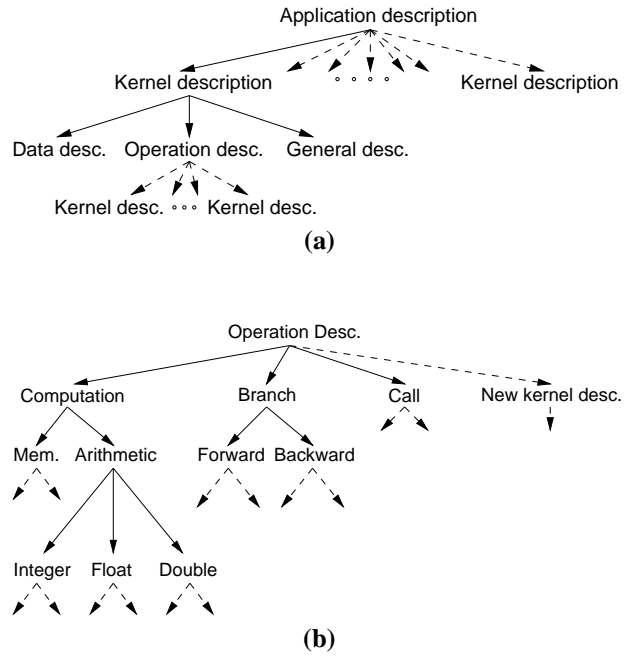 Application description
Kernel description Kernel description
Data desc. Operation desc. General desc.
Kernel desc. Kernel desc.
(a)
Operation Desc.
Computation Branch Call New kernel desc.
Mem. Arithmetic Forward Backward
Integer Float Double
(b)